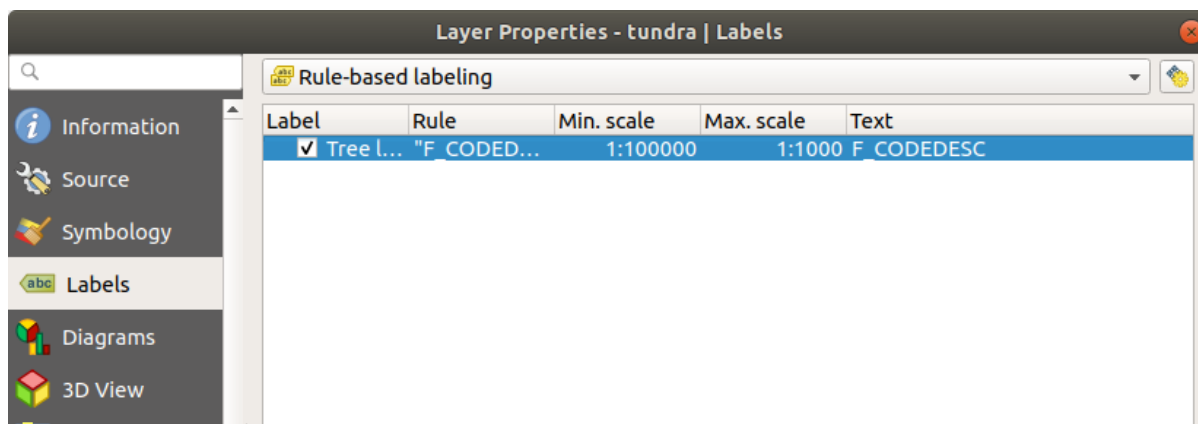 Layer Properties - tundra | Labels
Rule-based labeling
Information
Source
Symbology
abc Labels
Diagrams
3D View
Label Rule Min. scale Max. scale Text
Tree l... "F_CODED... 1:100000 1:1000 F_CODEDESC